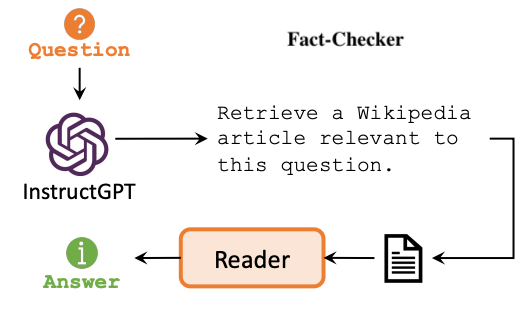 ?
Question
Fact-Checker
Retrieve a Wikipedia
article relevant to
this question.
InstructGPT
i
Answer
Reader